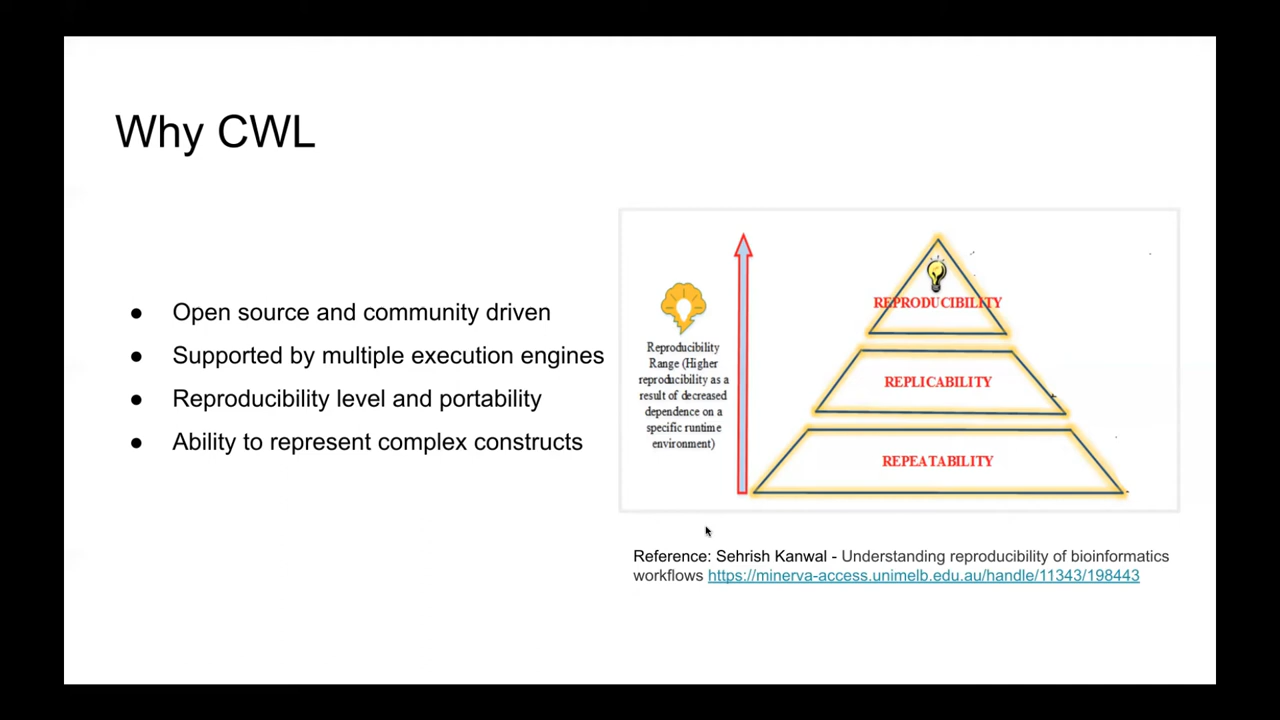 Why CWL
● Open source and community driven
● Supported by multiple execution engines
● Reproducibility level and portability
● Ability to represent complex constructs
Reproducibility
Range (Higher
reproducibility as a
result of decreased
dependence on a
specific runtime
environment)
REPRODUCIBILITY
REPLICABILITY
REPEATABILITY
Reference: Sehrish Kanwal - Understanding reproducibility of bioinformatics
workflows https://minerva-access.unimelb.edu.au/handle/11343/198443